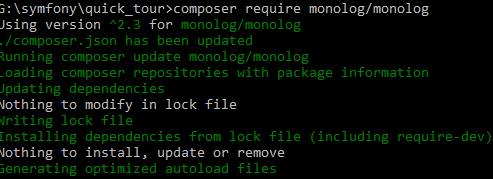 G:\symfony\quick_tour>composer require monolog/monolog
Using version ^2.3 for monolog/monolog
./composer.json has been updated
Running composer update monolog/monolog
Loading composer repositories with package information
Updating dependencies
Nothing to modify in lock file
Writing lock file
Installing dependencies from lock file (including require-dev)
Nothing to install, update or remove
Generating optimized autoload files